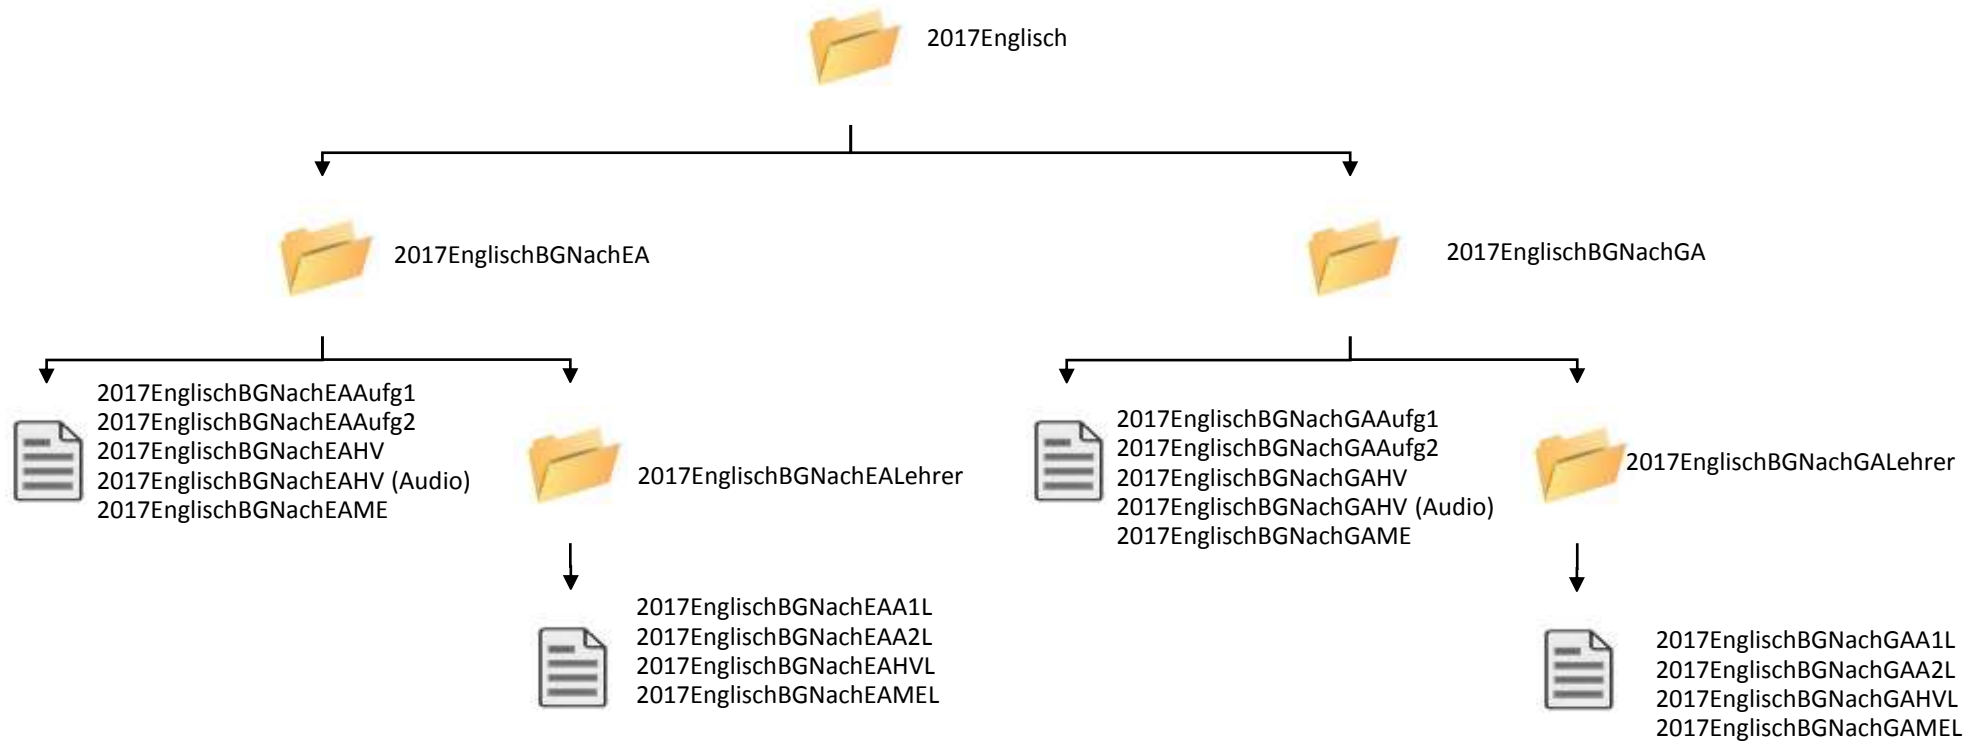 2017Englisch
2017EnglischBGNachEA
2017EnglischBGNachGA
2017EnglischBGNachEAAufg1
2017EnglischBGNachEAAufg2
2017EnglischBGNachEAHV
2017EnglischBGNachEAHV (Audio)
2017EnglischBGNachEAME
2017EnglischBGNachEALehrer
2017EnglischBGNachGAAufg1
2017EnglischBGNachGAAufg2
2017EnglischBGNachGAHV
2017EnglischBGNachGAHV (Audio)
2017EnglischBGNachGAME
2017EnglischBGNachGALehrer
2017EnglischBGNachEAA1L
2017EnglischBGNachEAA2L
2017EnglischBGNachEAHVL
2017EnglischBGNachEAMEL
2017EnglischBGNachGAA1L
2017EnglischBGNachGAA2L
2017EnglischBGNachGAHVL
2017EnglischBGNachGAMEL